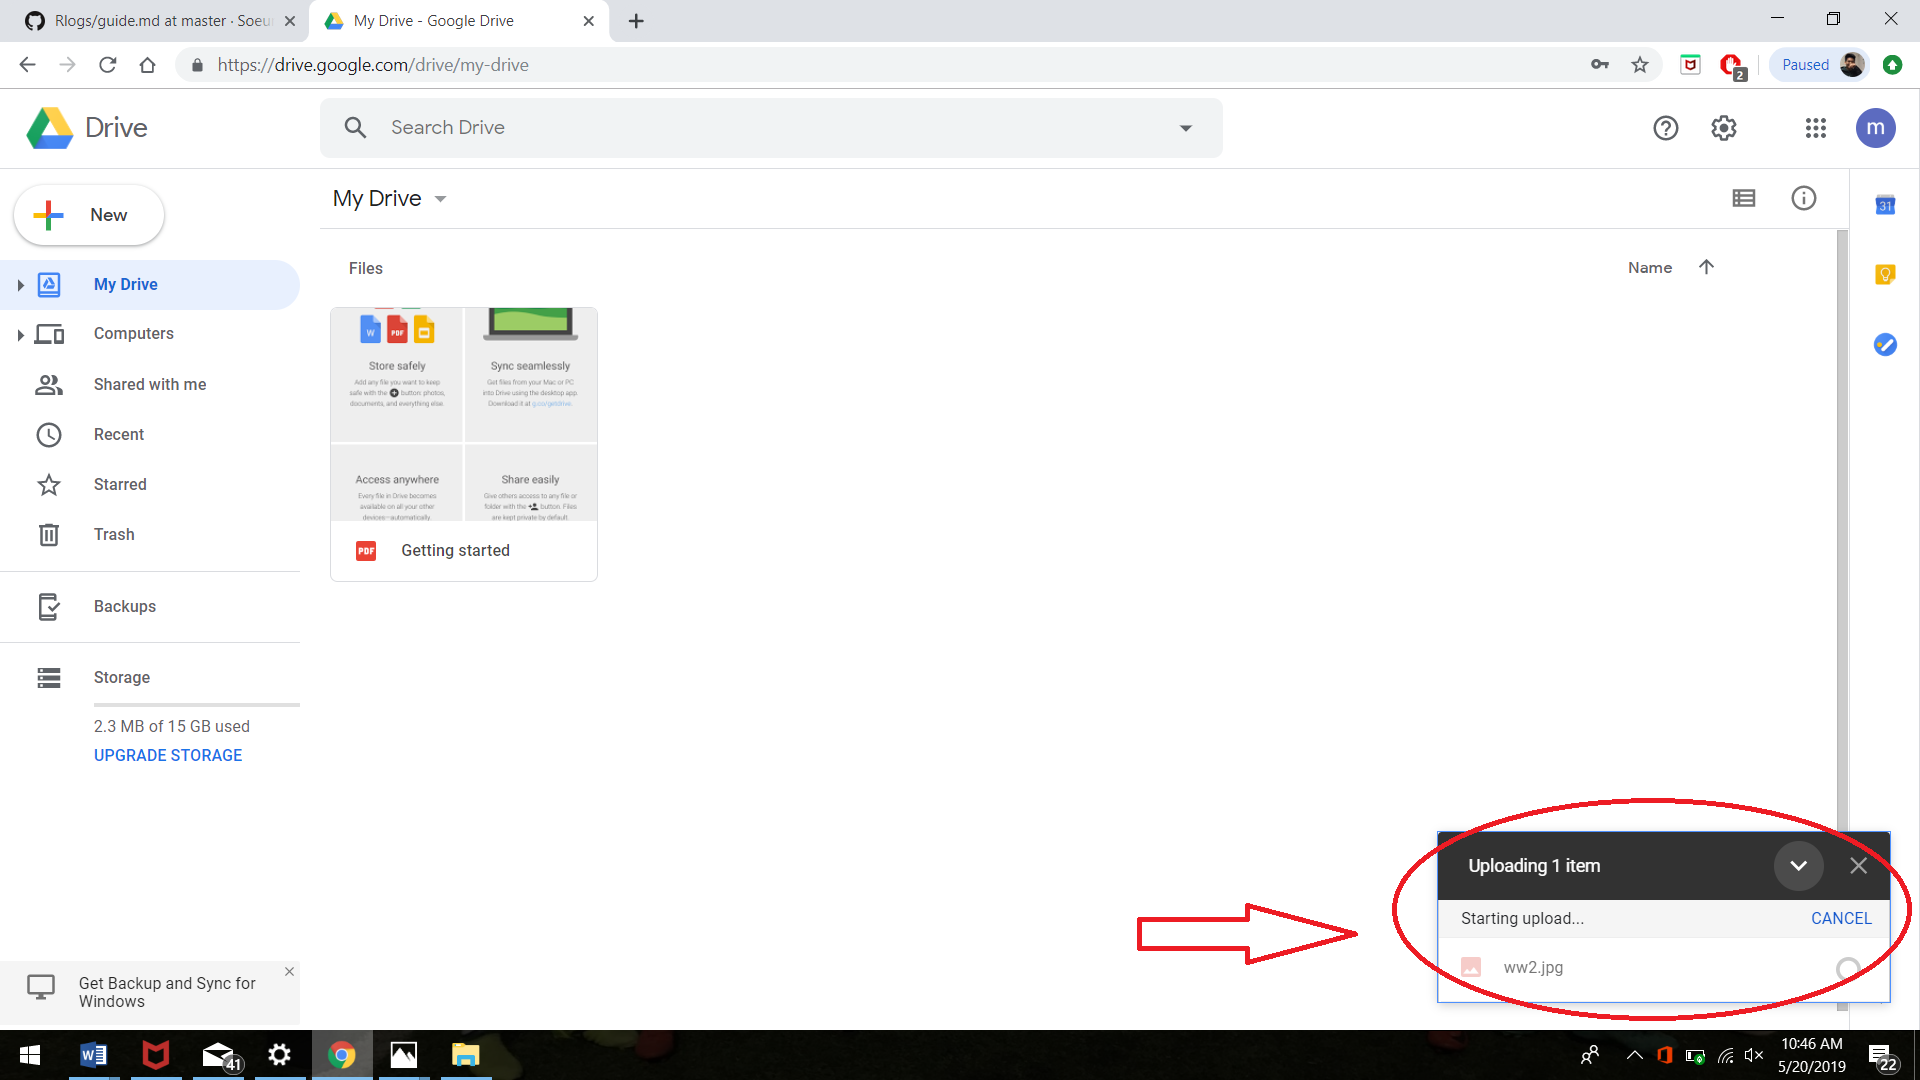 Rlogs/guide.md at master · Soeu
My Drive - Google Drive
https://drive.google.com/drive/my-drive
2
Paused
Drive
Search Drive
m
New
My Drive
31
Files
Name
My Drive
Computers
Shared with me
Recent
Starred
Trash
Backups
Storage
2.3 MB of 15 GB used
UPGRADE STORAGE
W
PDF
Store safely
Add any file you want to keep
safe with the button: photos,
documents, and everything else.
Sync seamlessly
Get files from your Mac or PC
into Drive using the desktop app.
Download it at g.co/getdrive.
Access anywhere
Every file in Drive becomes
available on all your other
devices—automatically.
Share easily
Give others access to any file or
folder with the button. Files
are kept private by default.
PDF
Getting started
Uploading 1 item
Starting upload...
CANCEL
ww2.jpg
Get Backup and Sync for
Windows
W
41
10:46 AM
5/20/2019
22